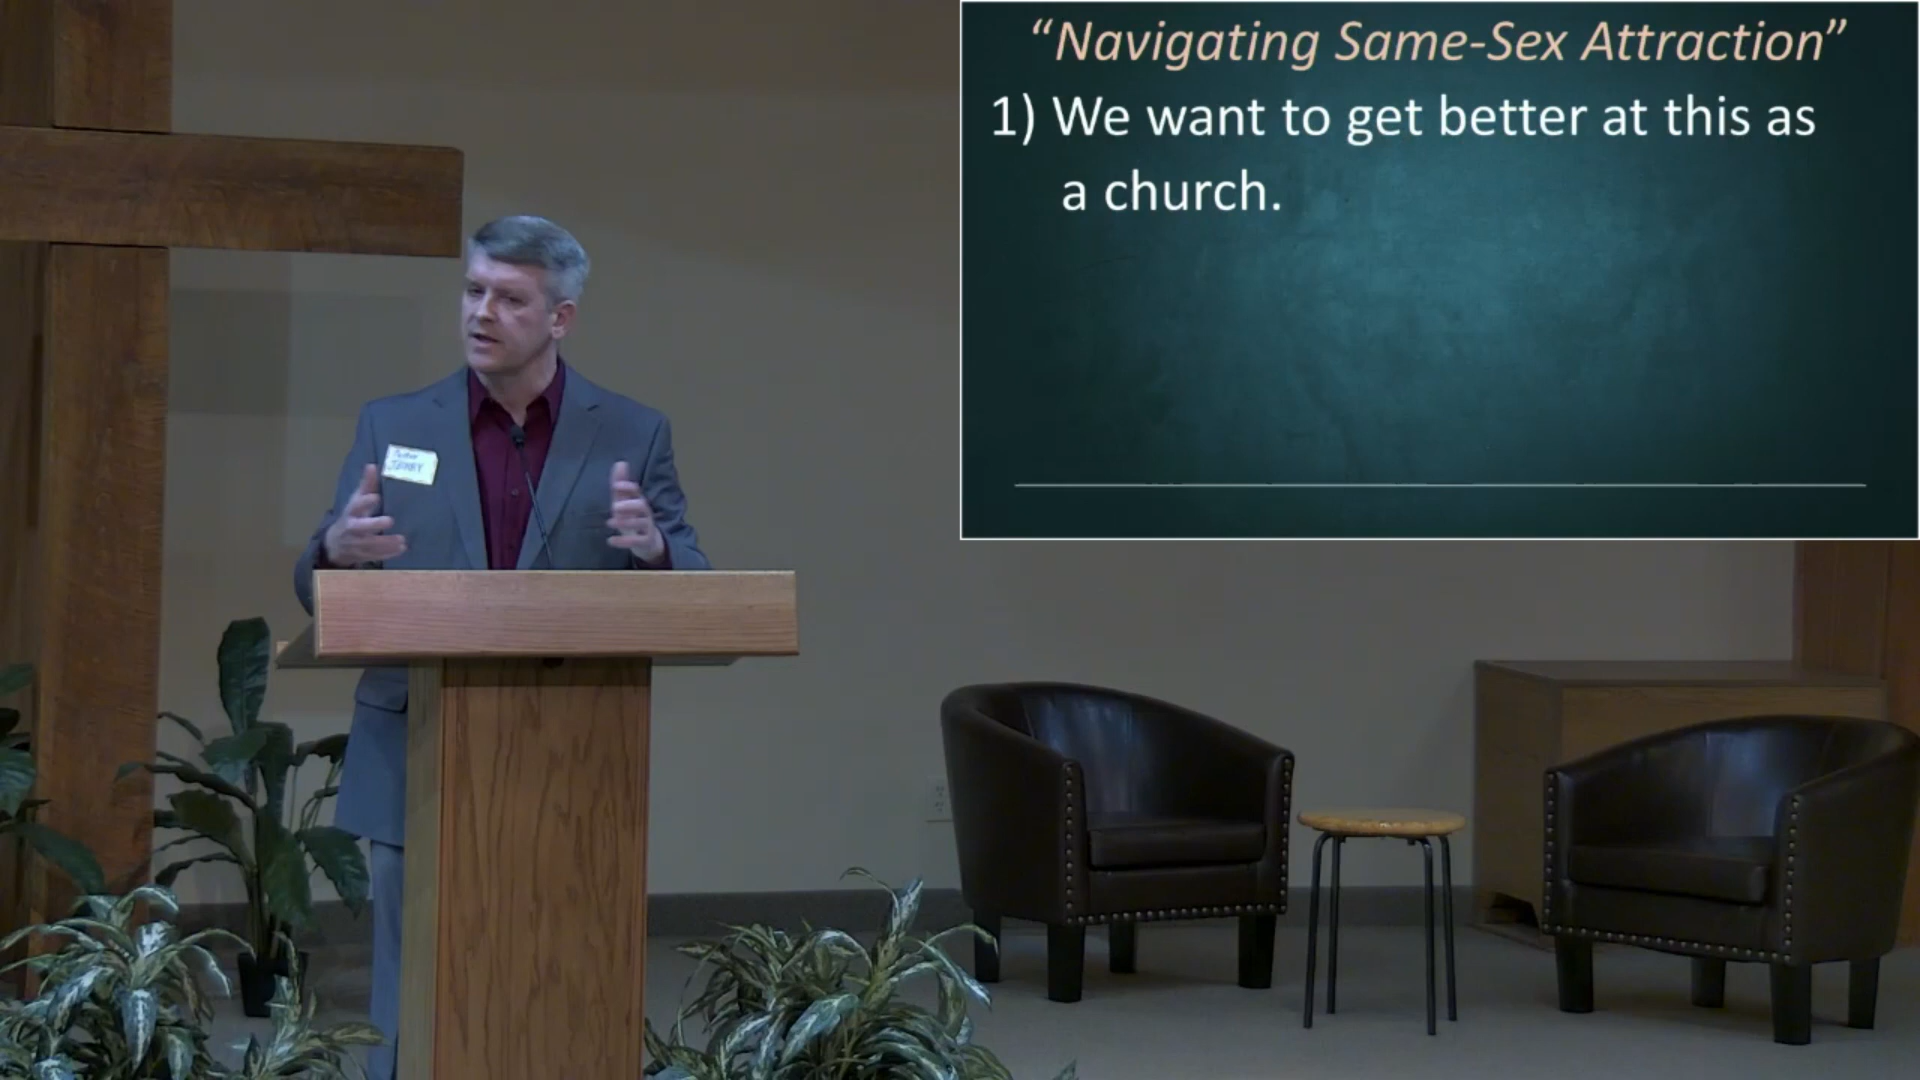 “Navigating Same-Sex Attraction”
1) We want to get better at this as
a church.